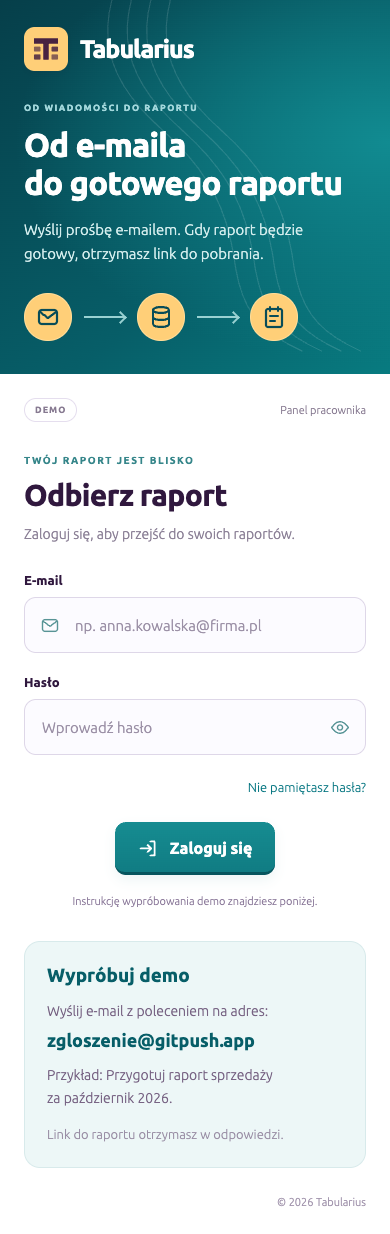 Tabularius
OD WIADOMOŚCI DO RAPORTU
Od e-maila
do gotowego raportu
Wyślij prośbę e-mailem. Gdy raport będzie
gotowy, otrzymasz link do pobrania.
DEMO
Panel pracownika
TWÓJ RAPORT JEST BLISKO
Odbierz raport
Zaloguj się, aby przejść do swoich raportów.
E-mail
np. anna.kowalska@firma.pl
Hasło
Wprowadź hasło
Nie pamiętasz hasła?
Zaloguj się
Instrukcję wypróbowania demo znajdziesz poniżej.
Wypróbuj demo
Wyślij e-mail z poleceniem na adres:
zgloszenie@gitpush.app
Przykład: Przygotuj raport sprzedaży
za październik 2026.
Link do raportu otrzymasz w odpowiedzi.
© 2026 Tabularius